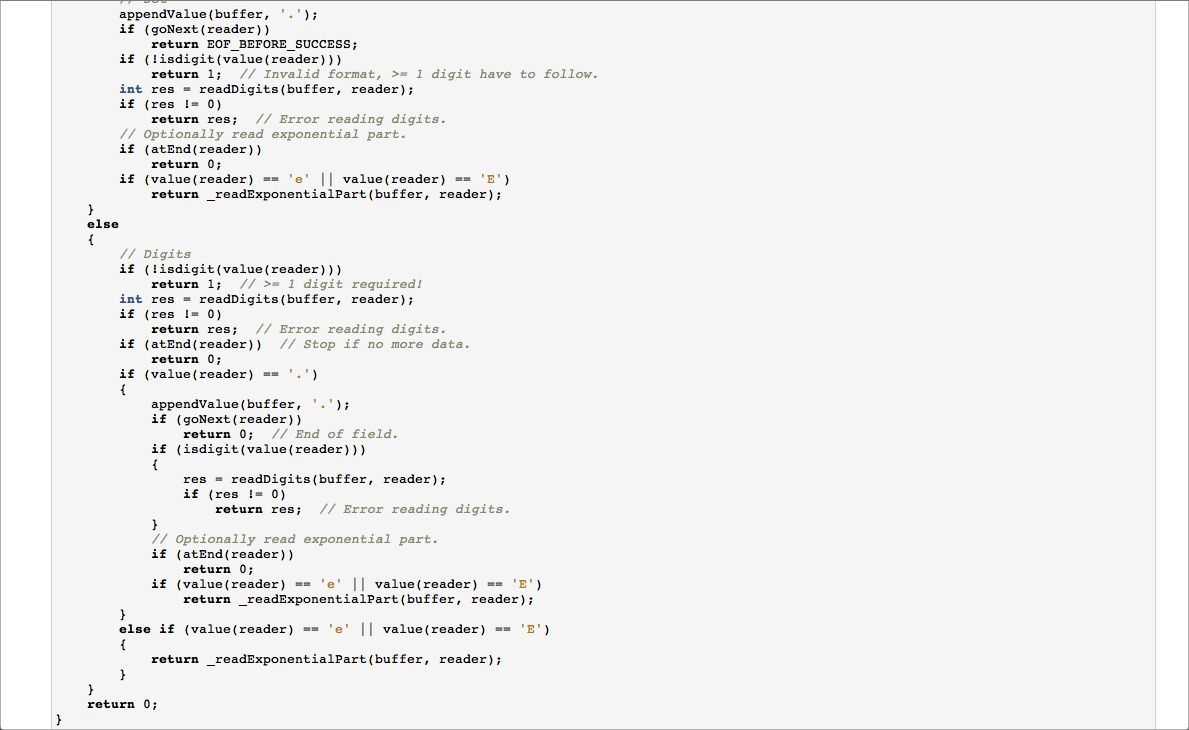 appendValue(buffer, '.');
if (goNext(reader))
return EOF_BEFORE_SUCCESS;
if (!isdigit(value(reader)))
return 1;  // Invalid format, >= 1 digit have to follow.
int res = readDigits(buffer, reader);
if (res != 0)
return res;  // Error reading digits.
// Optionally read exponential part.
if (atEnd(reader))
return 0;
if (value(reader) == 'e' || value(reader) == 'E')
return _readExponentialPart(buffer, reader);
}
else
{
// Digits
if (!isdigit(value(reader)))
return 1;  // >= 1 digit required!
int res = readDigits(buffer, reader);
if (res != 0)
return res;  // Error reading digits.
if (atEnd(reader))  // Stop if no more data.
return 0;
if (value(reader) == '.')
{
appendValue(buffer, '.');
if (goNext(reader))
return 0;  // End of field.
if (isdigit(value(reader)))
{
res = readDigits(buffer, reader);
if (res != 0)
return res;  // Error reading digits.
}
// Optionally read exponential part.
if (atEnd(reader))
return 0;
if (value(reader) == 'e' || value(reader) == 'E')
return _readExponentialPart(buffer, reader);
}
else if (value(reader) == 'e' || value(reader) == 'E')
{
return _readExponentialPart(buffer, reader);
}
}
return 0;
}